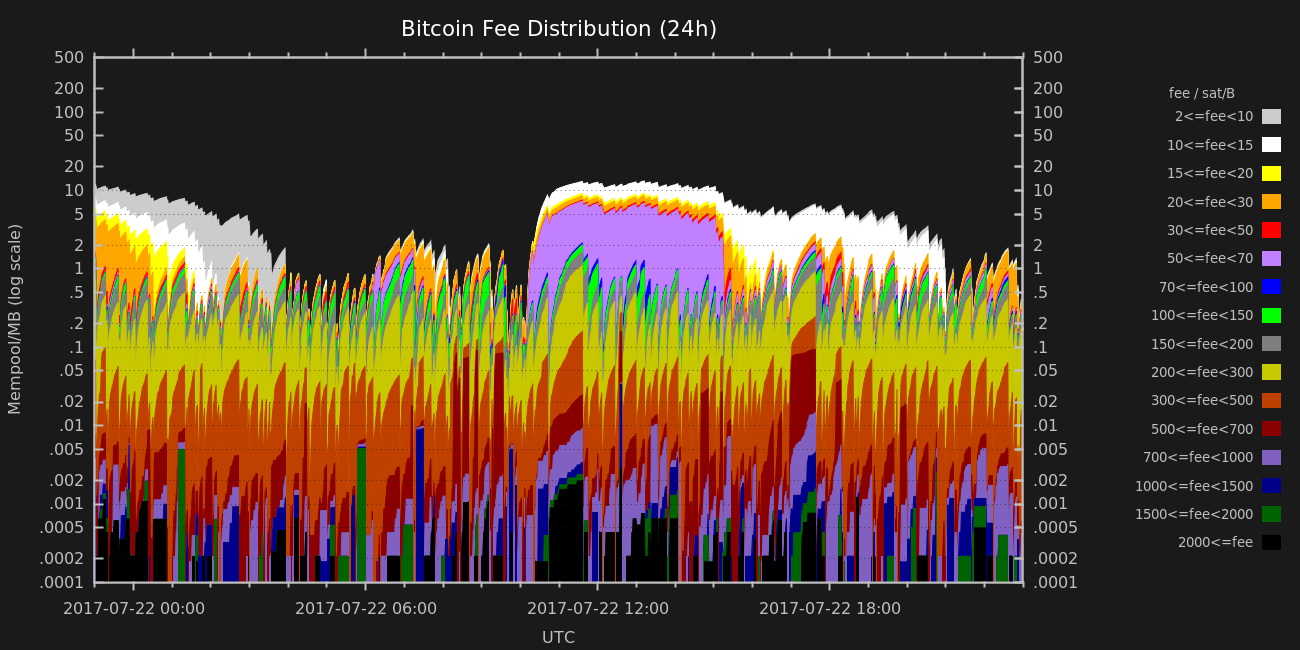 Bitcoin Fee Distribution (24h)
500
200
100
50
20
10
5
2
1
.5
.2
.1
.05
.02
.01
.005
.002
.001
.0005
.0002
.0001
Mempool/MB (log scale)
500
200
100
50
20
10
5
2
1
.5
.2
.1
.05
.02
.01
.005
.002
.001
.0005
.0002
.0001
2017-07-22 00:00
2017-07-22 06:00
2017-07-22 12:00
2017-07-22 18:00
UTC
fee / sat/B
2<=fee<10
10<=fee<15
15<=fee<20
20<=fee<30
30<=fee<50
50<=fee<70
70<=fee<100
100<=fee<150
150<=fee<200
200<=fee<300
300<=fee<500
500<=fee<700
700<=fee<1000
1000<=fee<1500
1500<=fee<2000
2000<=fee